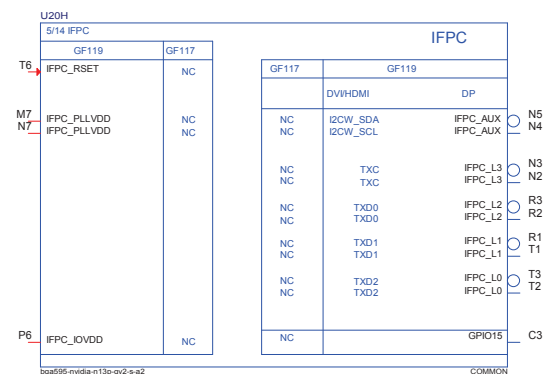 U20H
5/14 IFPC
IFPC
GF119 GF117
T6 IFPC_RSET NC
GF117 GF119
DVI/HDMI DP
M7 IFPC_PLLVDD NC NC I2CW_SDA IFPC_AUX N5
N7 IFPC_PLLVDD NC NC I2CW_SCL IFPC_AUX N4
NC TXC IFPC_L3 N3
NC TXC IFPC_L3 N2
NC TXD0 IFPC_L2 R3
NC TXD0 IFPC_L2 R2
NC TXD1 IFPC_L1 R1
NC TXD1 IFPC_L1 T1
NC TXD2 IFPC_L0 T3
NC TXD2 IFPC_L0 T2
P6 IFPC_IOVDD NC NC GPIO15 C3
bga595-nvidia-n13p-gv2-s-a2 COMMON